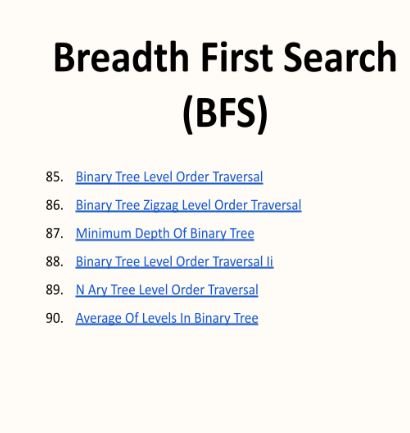 Breadth First Search
(BFS)
85. Binary Tree Level Order Traversal
86. Binary Tree Zigzag Level Order Traversal
87. Minimum Depth Of Binary Tree
88. Binary Tree Level Order Traversal Ii
89. N Ary Tree Level Order Traversal
90. Average Of Levels In Binary Tree